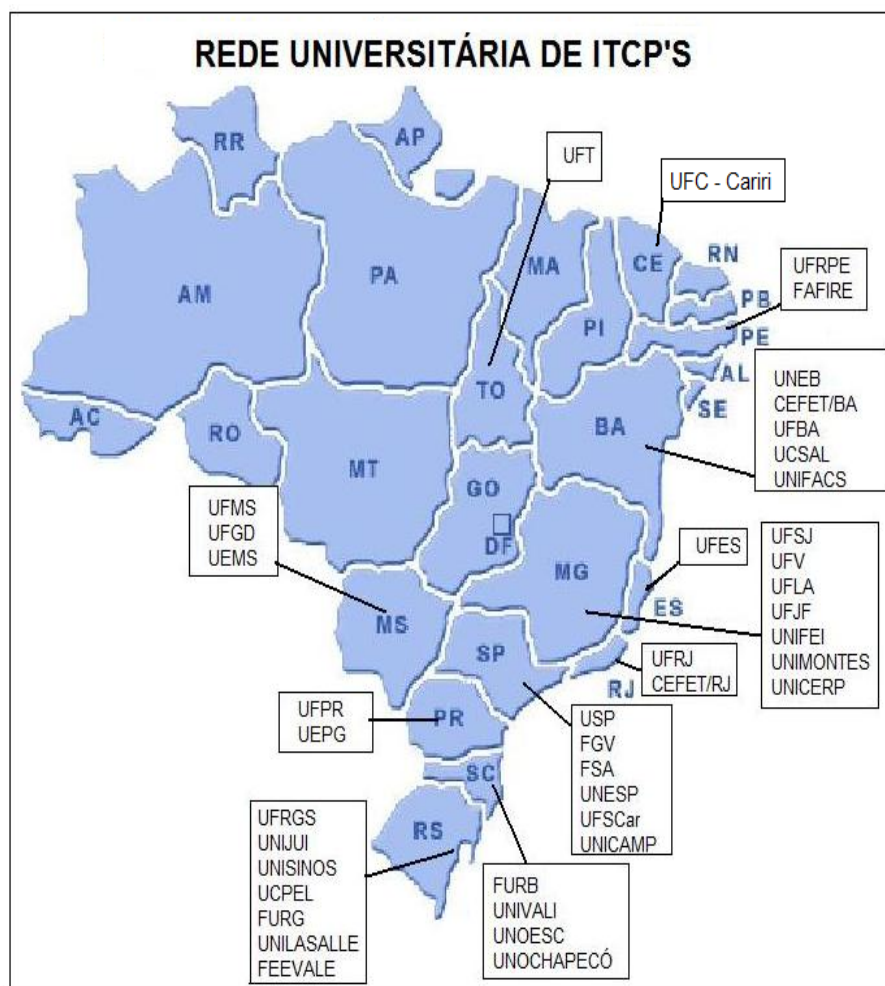 REDE UNIVERSITÁRIA DE ITCP'S
RR
AP
UFT
UFC - Cariri
AM
PA
MA
CE
RN
PB
PE
UFRPE
FAFIRE
PI
AL
SE
TO
AC
RO
MT
BA
UNEB
CEFET/BA
UFBA
UCSAL
UNIFACS
GO
DF
UFMS
UFGD
UEMS
MS
MG
ES
UFES
UFSJ
UFV
UFLA
UFJF
UNIFEI
UNIMONTES
UNICERP
SP
RJ
UFRJ
CEFET/RJ
UFPR
UEPG
PR
USP
FGV
FSA
UNESP
UFSCar
UNICAMP
SC
RS
UFRGS
UNIJUI
UNISINOS
UCPEL
FURG
UNILASALLE
FEEVALE
FURB
UNIVALI
UNOESC
UNOCHAPECÓ